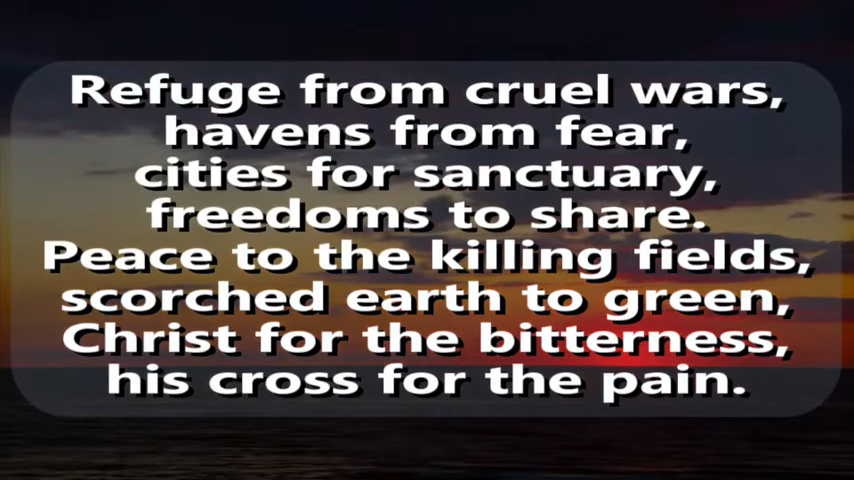 Refuge from cruel wars,
havens from fear,
cities for sanctuary,
freedoms to share.
Peace to the killing fields,
scorched earth to green,
Christ for the bitterness,
his cross for the pain.